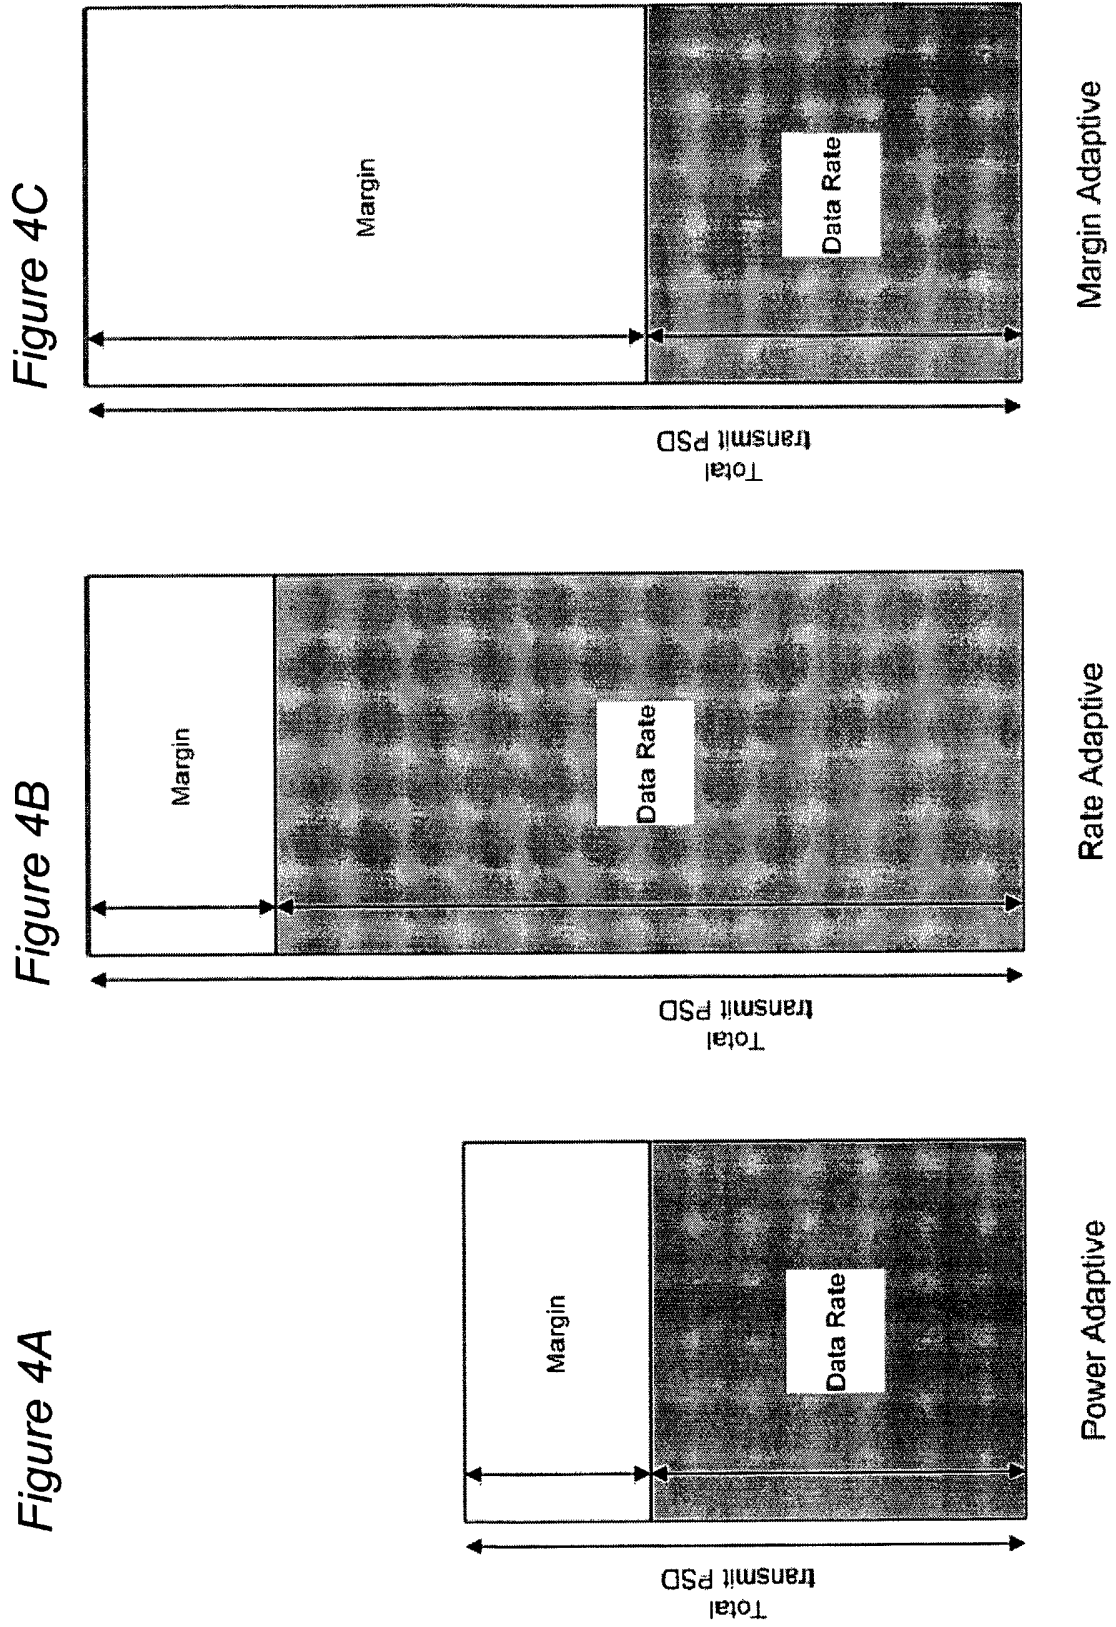 Figure 4A
Total
transmit PSD
Margin
Data Rate
Power Adaptive
Figure 4B
Total
transmit PSD
Margin
Data Rate
Rate Adaptive
Figure 4C
Total
transmit PSD
Margin
Data Rate
Margin Adaptive